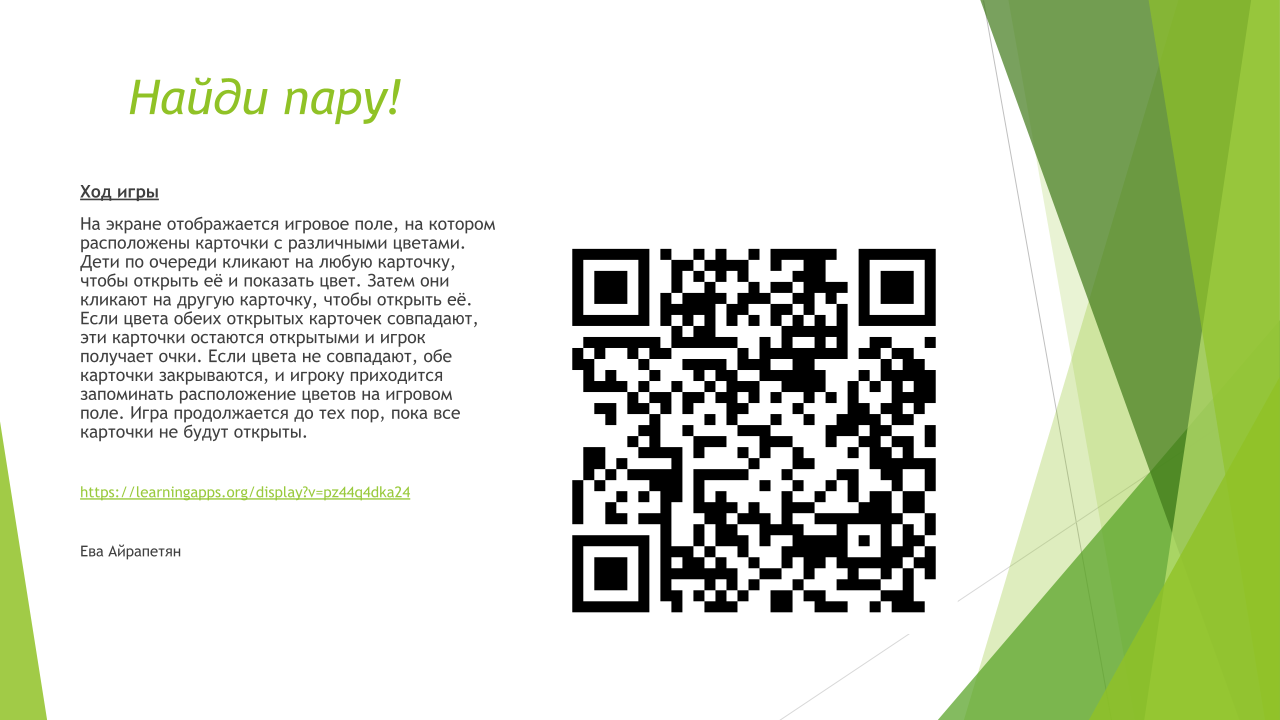 Найди пару!
Ход игры
На экране отображается игровое поле, на котором
расположены карточки с различными цветами.
Дети по очереди кликают на любую карточку,
чтобы открыть её и показать цвет. Затем они
кликают на другую карточку, чтобы открыть её.
Если цвета обеих открытых карточек совпадают,
эти карточки остаются открытыми и игрок
получает очки. Если цвета не совпадают, обе
карточки закрываются, и игроку приходится
запоминать расположение цветов на игровом
поле. Игра продолжается до тех пор, пока все
карточки не будут открыты.
https://learningapps.org/display?v=pz44q4dka24
Ева Айрапетян